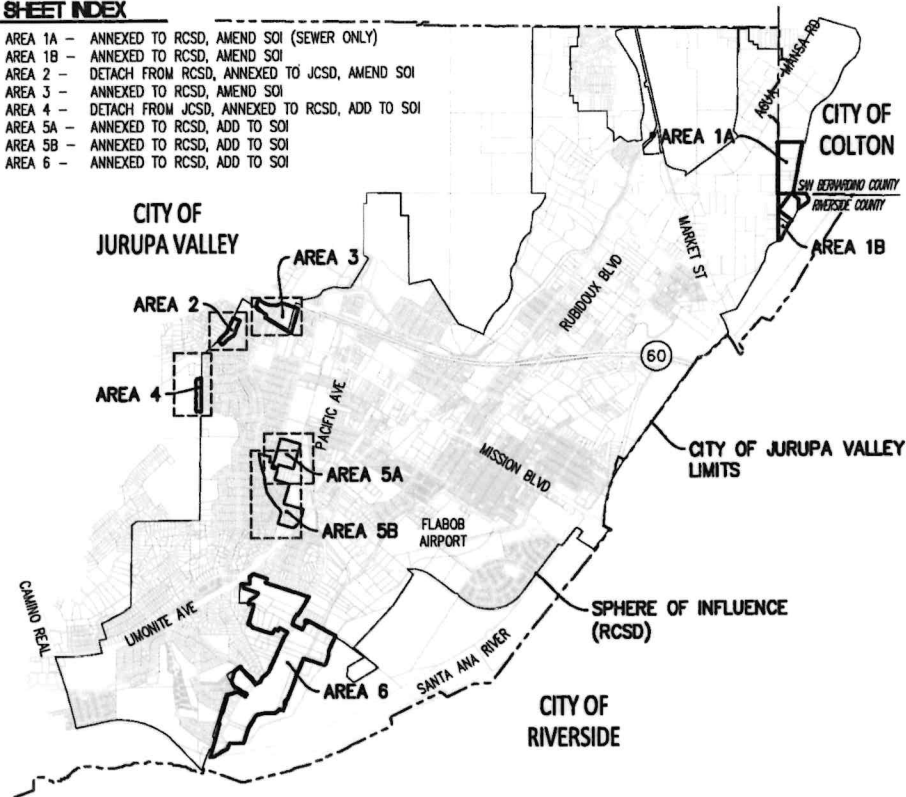 SHEET INDEX
AREA 1A - ANNEXED TO RCSD, AMEND SOI (SEWER ONLY)
AREA 1B - ANNEXED TO RCSD, AMEND SOI
AREA 2 - DETACH FROM RCSD, ANNEXED TO JCSD, AMEND SOI
AREA 3 - ANNEXED TO RCSD, AMEND SOI
AREA 4 - DETACH FROM JCSD, ANNEXED TO RCSD, ADD TO SOI
AREA 5A - ANNEXED TO RCSD, ADD TO SOI
AREA 5B - ANNEXED TO RCSD, ADD TO SOI
AREA 6 - ANNEXED TO RCSD, ADD TO SOI
AGUA MANSA RD
CITY OF
COLTON
AREA 1A
SAN BERNARDINO COUNTY
RIVERSIDE COUNTY
AREA 1B
CITY OF
JURUPA VALLEY
MARKET ST
RUBIDOUX BLVD
AREA 3
AREA 2
60
AREA 4
PACIFIC AVE
MISSION BLVD
CITY OF JURUPA VALLEY
LIMITS
AREA 5A
AREA 5B
FLABOB
AIRPORT
CAMINO REAL
LIMONITE AVE
SPHERE OF INFLUENCE
(RCSD)
SANTA ANA RIVER
AREA 6
CITY OF
RIVERSIDE